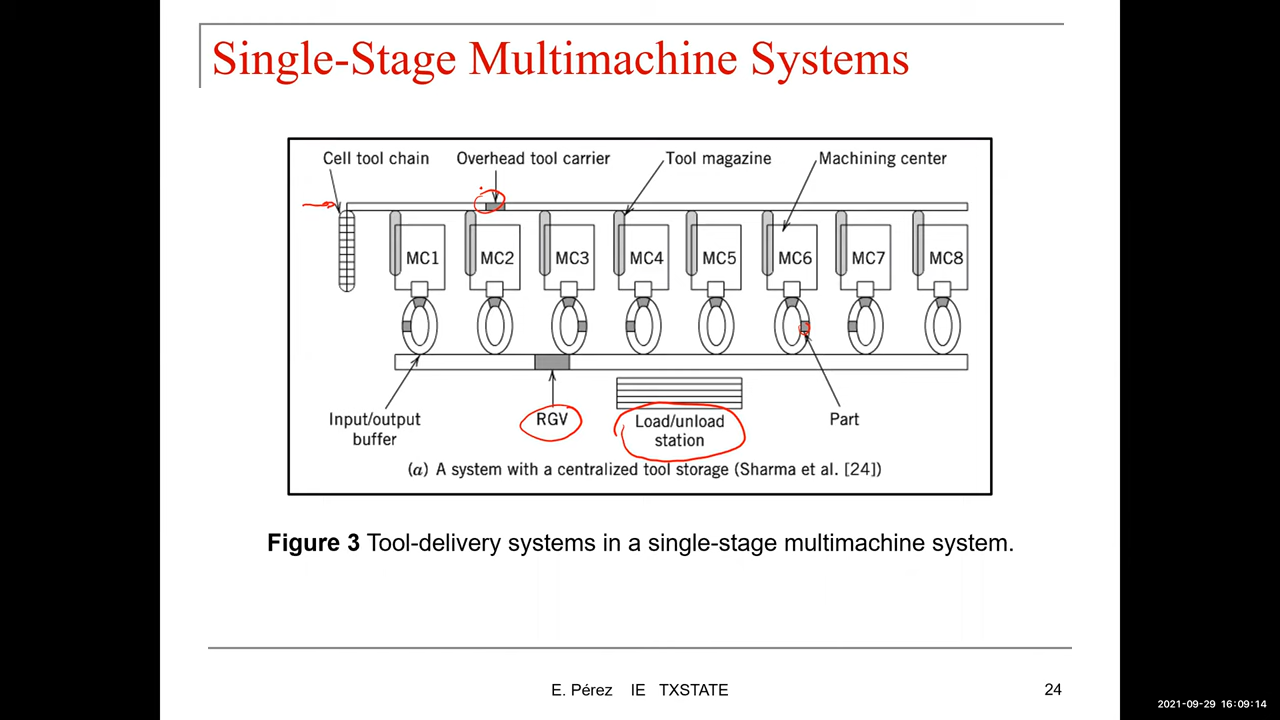 Single-Stage Multimachine Systems
Cell tool chain Overhead tool carrier Tool magazine Machining center
MC1 MC2 MC3 MC4 MC5 MC6 MC7 MC8
Input/output
buffer
RGV
Load/unload
station
Part
(a) A system with a centralized tool storage (Sharma et al. [24])
Figure 3 Tool-delivery systems in a single-stage multimachine system.
E. Pérez IE TXSTATE
24
2021-09-29 16:09:14